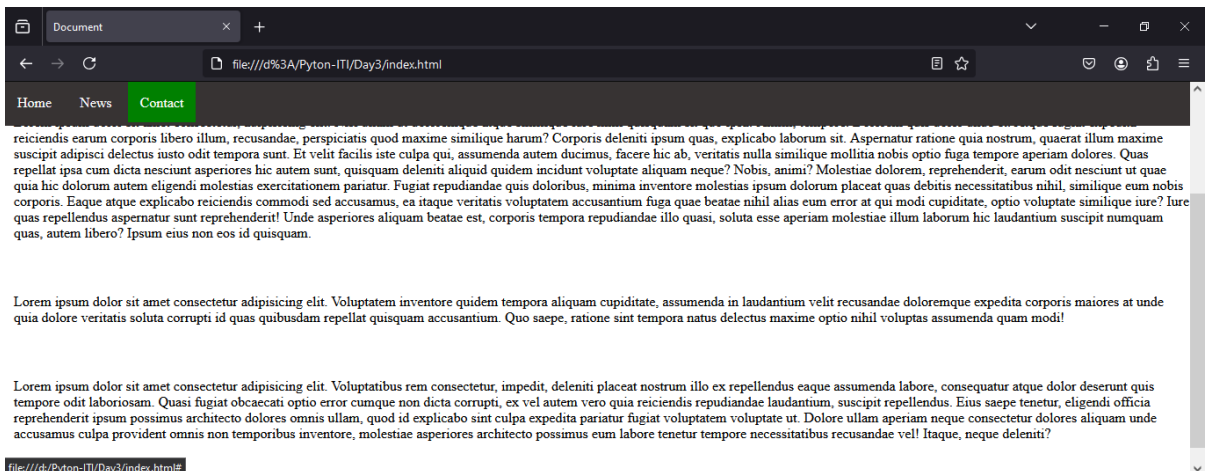 Document
file:///d%3A/Pyton-ITI/Day3/index.html
Home News Contact
reiciendis earum corporis libero illum, recusandae, perspiciatis quod maxime similique harum? Corporis deleniti ipsum quas, explicabo laborum sit. Aspernatur ratione quia nostrum, quaerat illum maxime
suscipit adipisci delectus iusto odit tempora sunt. Et velit facilis iste culpa qui, assumenda autem ducimus, facere hic ab, veritatis nulla similique mollitia nobis optio fuga tempore aperiam dolores. Quas
repellat ipsa cum dicta nesciunt asperiores hic autem sunt, quisquam deleniti aliquid quidem incidunt voluptate aliquam neque? Nobis, animi? Molestiae dolorem, reprehenderit, earum odit nesciunt ut quae
quia hic dolorum autem eligendi molestias exercitationem pariatur. Fugiat repudiandae quis doloribus, minima inventore molestias ipsum dolorum placeat quas debitis necessitatibus nihil, similique eum nobis
corporis. Eaque atque explicabo reiciendis commodi sed accusamus, ea itaque veritatis voluptatem accusantium fuga quae beatae nihil alias eum error at qui modi cupiditate, optio voluptate similique iure? Iure
quas repellendus aspernatur sunt reprehenderit! Unde asperiores aliquam beatae est, corporis tempora repudiandae illo quasi, soluta esse aperiam molestiae illum laborum hic laudantium suscipit numquam
quas, autem libero? Ipsum eius non eos id quisquam.
Lorem ipsum dolor sit amet consectetur adipisicing elit. Voluptatem inventore quidem tempora aliquam cupiditate, assumenda in laudantium velit recusandae doloremque expedita corporis maiores at unde
quia dolore veritatis soluta corrupti id quas quibusdam repellat quisquam accusantium. Quo saepe, ratione sint tempora natus delectus maxime optio nihil voluptas assumenda quam modi!
Lorem ipsum dolor sit amet consectetur adipisicing elit. Voluptatibus rem consectetur, impedit, deleniti placeat nostrum illo ex repellendus eaque assumenda labore, consequatur atque dolor deserunt quis
tempore odit laboriosam. Quasi fugiat obcaecati optio error cumque non dicta corrupti, ex vel autem vero quia reiciendis repudiandae laudantium, suscipit repellendus. Eius saepe tenetur, eligendi officia
reprehenderit ipsum possimus architecto dolores omnis ullam, quod id explicabo sint culpa expedita pariatur fugiat voluptatem voluptate ut. Dolore ullam aperiam neque consectetur dolores aliquam unde
accusamus culpa provident omnis non temporibus inventore, molestiae asperiores architecto possimus eum labore tenetur tempore necessitatibus recusandae vel! Itaque, neque deleniti?
file:///d:/Pyton-ITI/Day3/index.html#